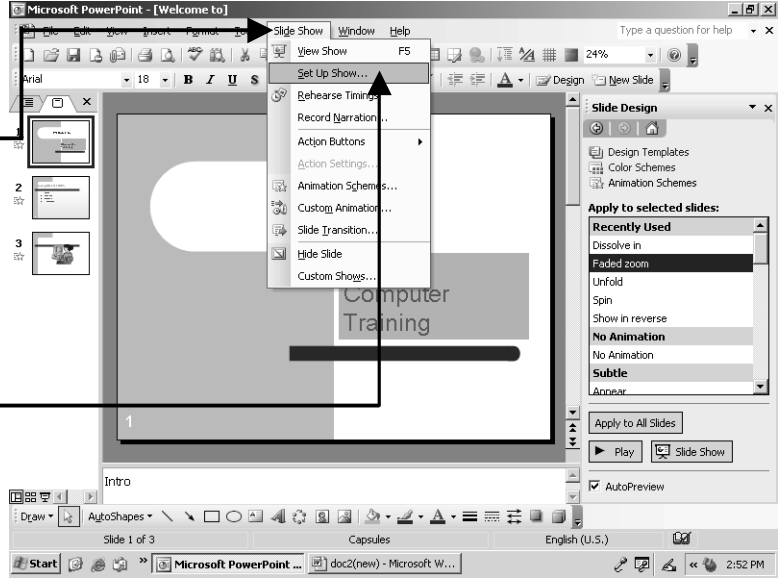 Microsoft PowerPoint - [Welcome to]
File Edit View Insert Format Slide Show Window Help Type a question for help
24%
Arial 18 B I U S A Design New Slide
View Show F5
Set Up Show...
Rehearse Timings
Record Narration...
Action Buttons
Action Settings...
Animation Schemes...
Custom Animation...
Slide Transition...
Hide Slide
Custom Shows...
1
2
3
Computer
Training
1
Intro
Slide Design
Design Templates
Color Schemes
Animation Schemes
Apply to selected slides:
Recently Used
Dissolve in
Faded zoom
Unfold
Spin
Show in reverse
No Animation
No Animation
Subtle
Appear
Apply to All Slides
Play Slide Show
AutoPreview
Draw AutoShapes A
Slide 1 of 3 Capsules English (U.S.)
Start Microsoft PowerPoint ... doc2(new) - Microsoft W... 2:52 PM